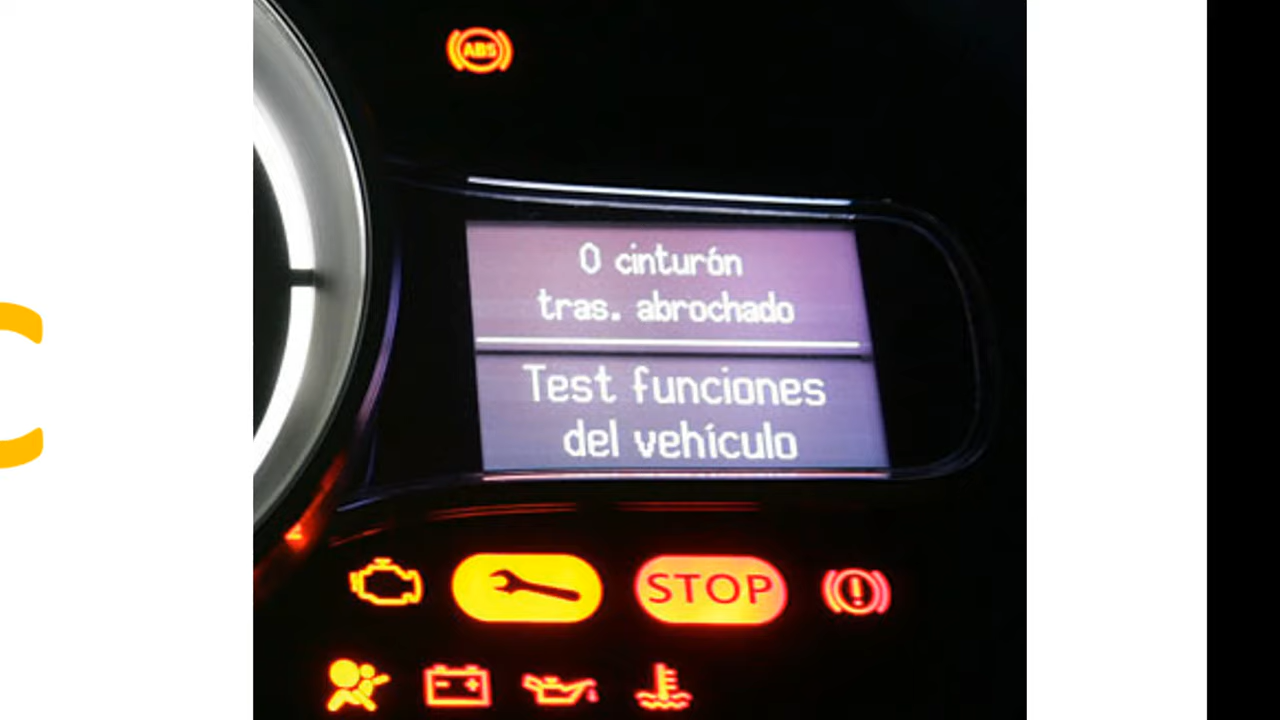 ABS
0 cinturón
tras. abrochado
Test funciones
del vehículo
STOP